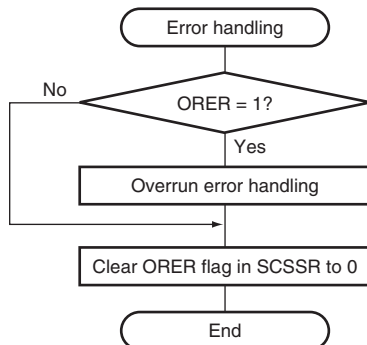 Error handling
No
ORER = 1?
Yes
Overrun error handling
Clear ORER flag in SCSSR to 0
End